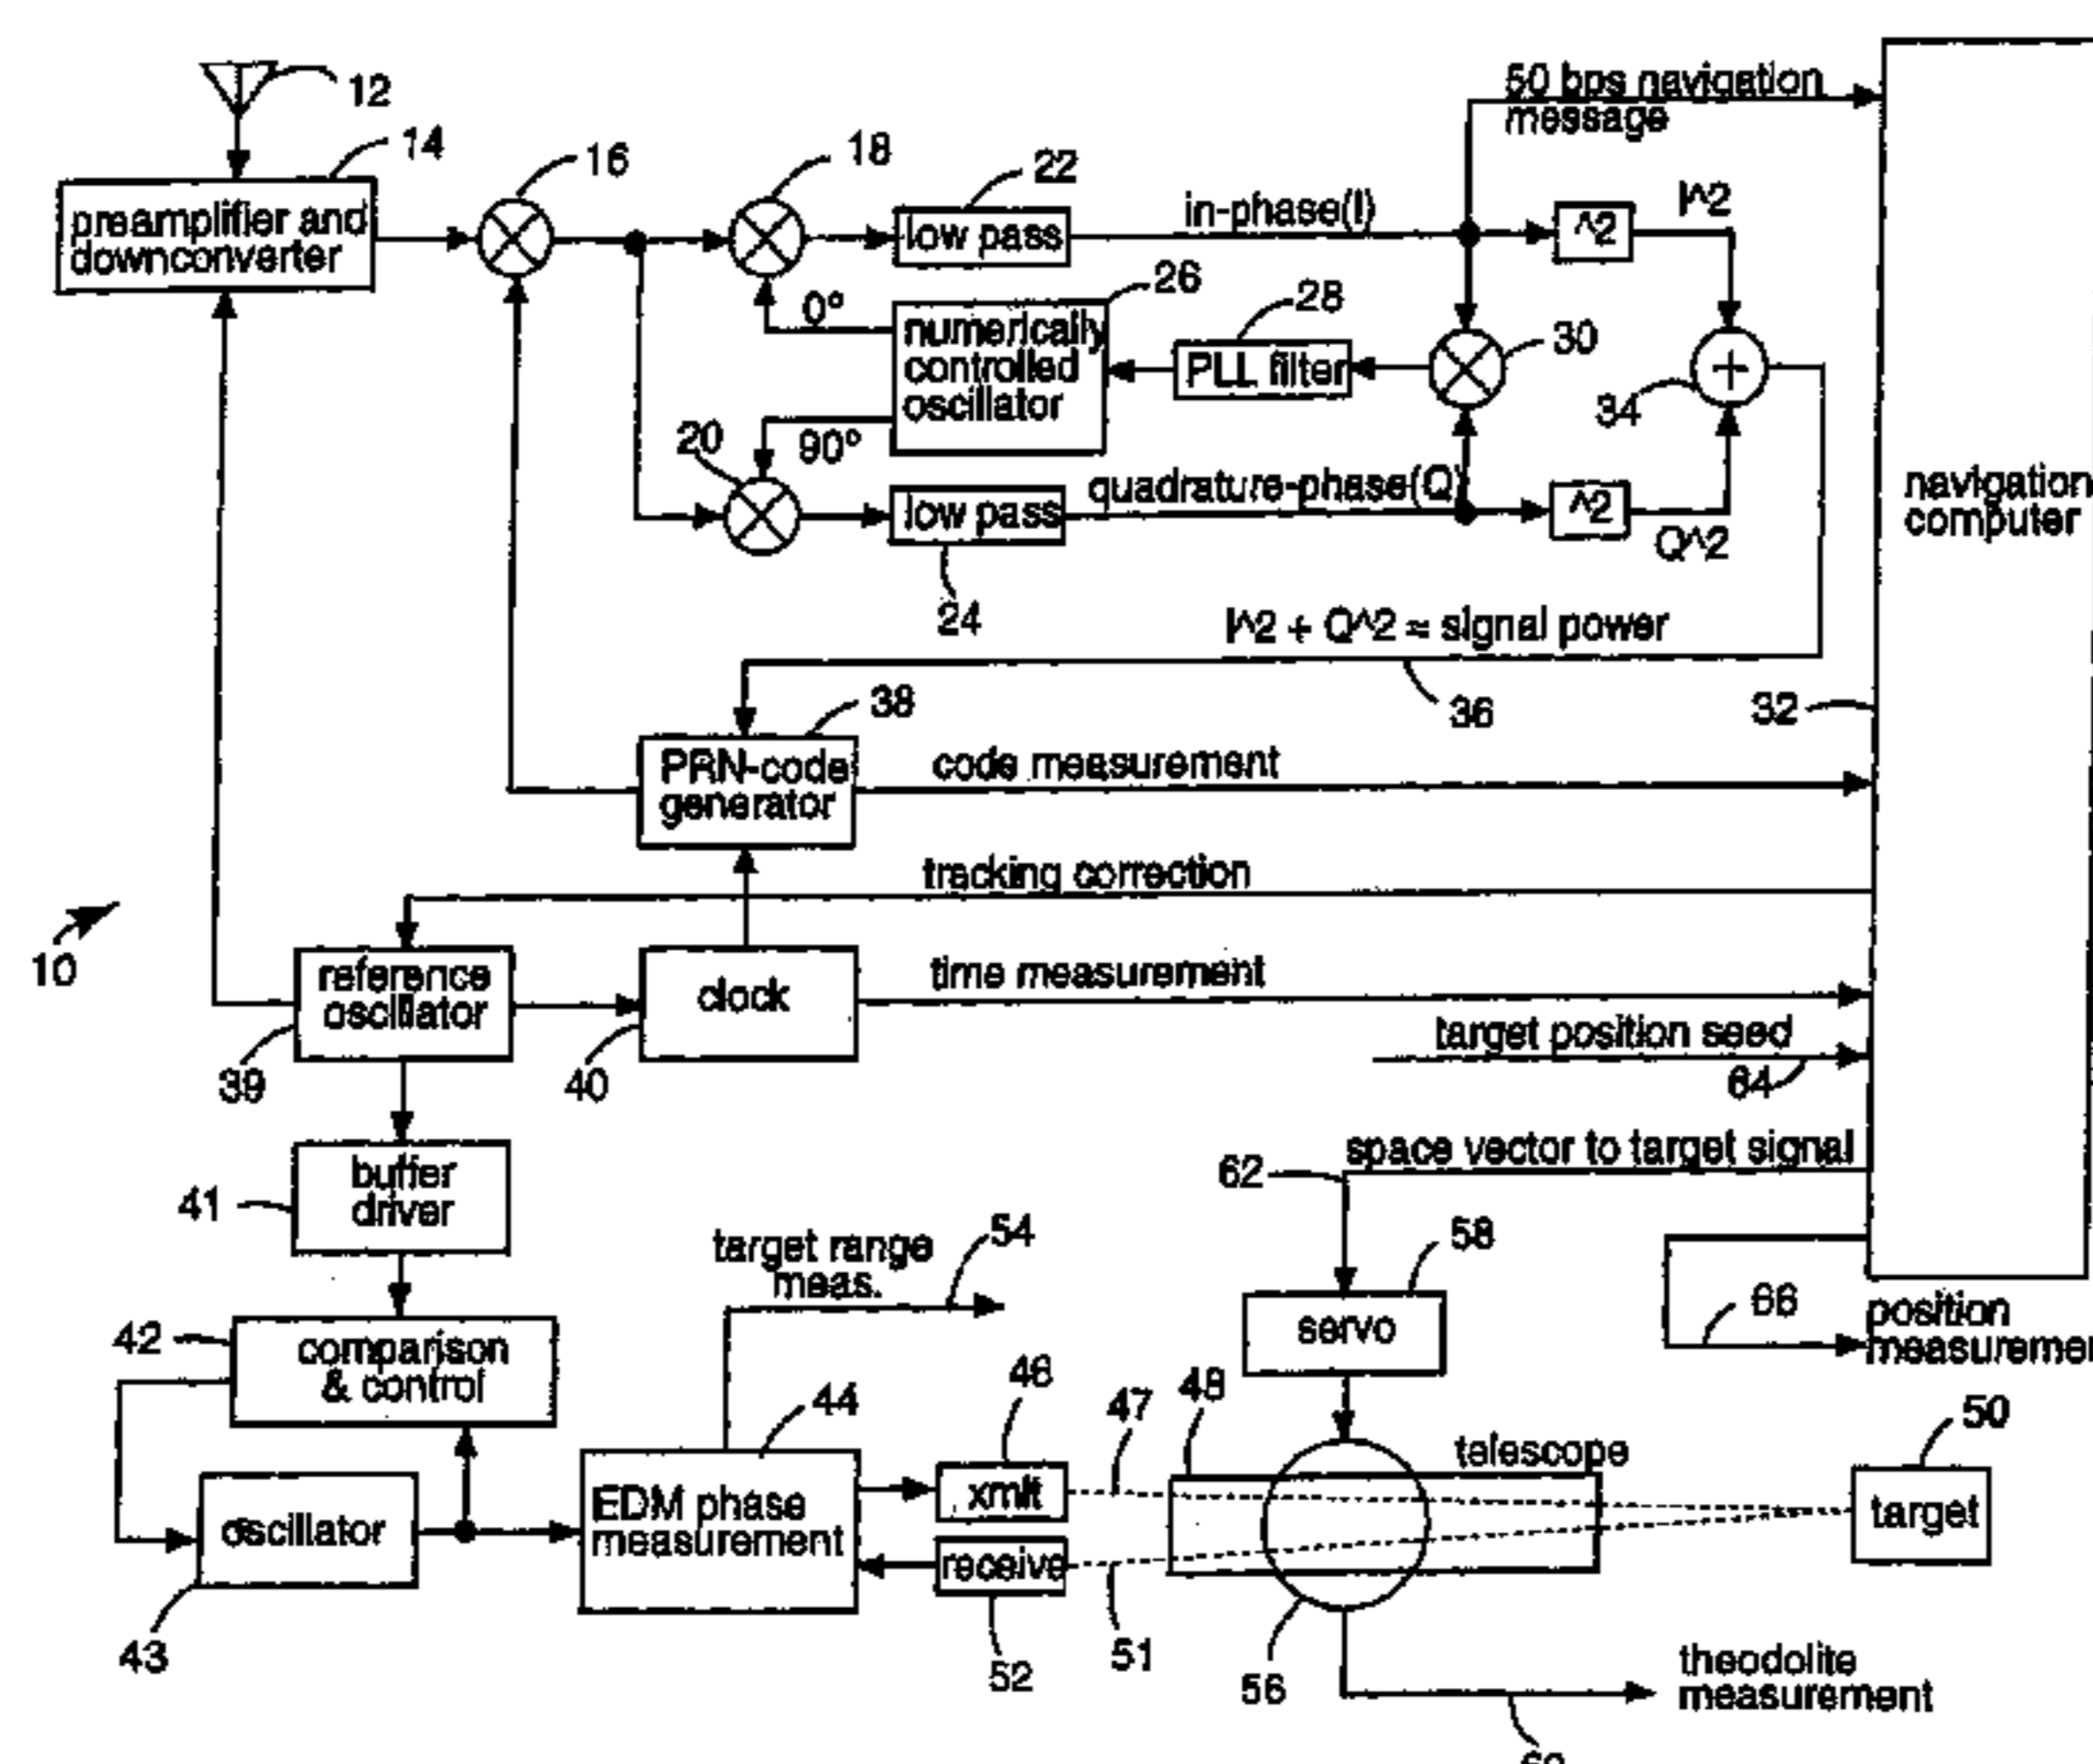 12
14
16
18
22
50 bps navigation
message
preamplifier and
downconverter
low pass
in-phase(I)
^2
I^2
0°
numerically
controlled
oscillator
26
28
PLL filter
30
34
20
90°
low pass
24
quadrature-phase(Q)
^2
Q^2
navigation
computer
I^2 + Q^2 = signal power
36
32
38
PRN-code
generator
code measurement
tracking correction
10
reference
oscillator
39
clock
40
time measurement
target position seed
64
space vector to target signal
62
buffer
driver
41
target range
meas.
54
58
servo
66
position
42
comparison
& control
44
46
47
48
telescope
50
target
oscillator
43
EDM phase
measurement
xmit
receive
52
51
56
theodolite
measurement